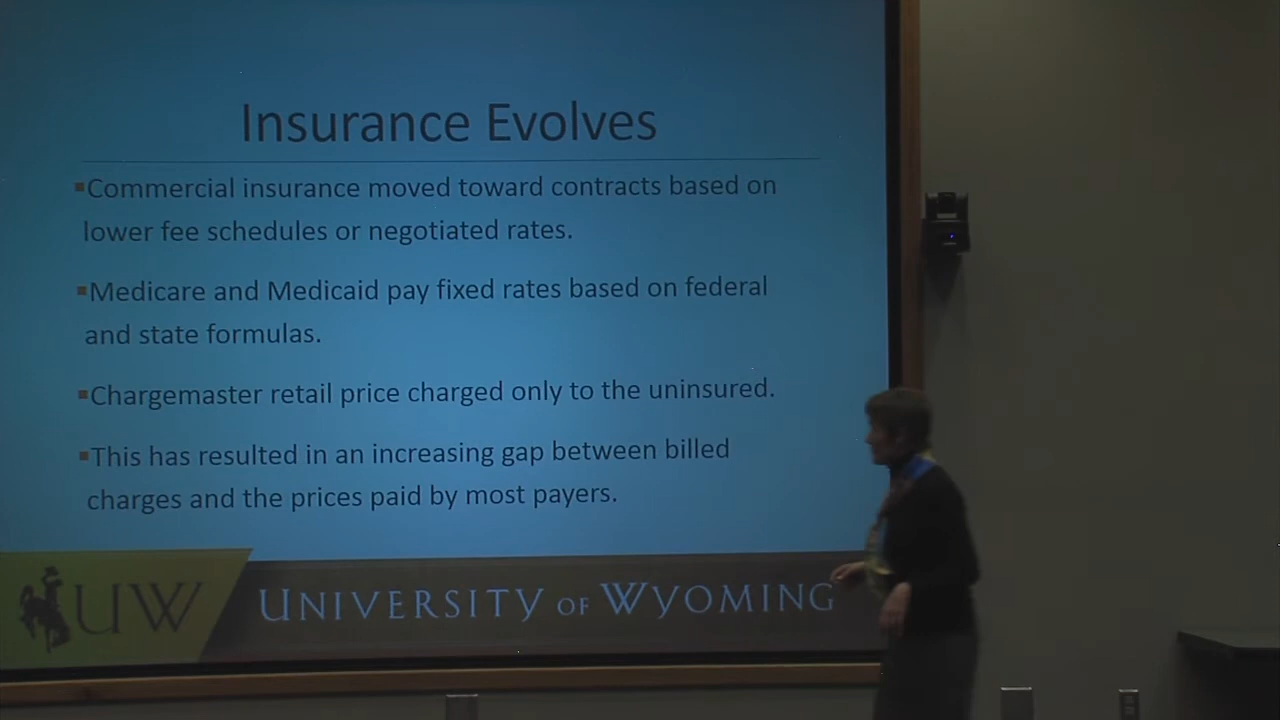 Insurance Evolves
▪Commercial insurance moved toward contracts based on
lower fee schedules or negotiated rates.
▪Medicare and Medicaid pay fixed rates based on federal
and state formulas.
▪Chargemaster retail price charged only to the uninsured.
▪This has resulted in an increasing gap between billed
charges and the prices paid by most payers.
UW UNIVERSITY OF WYOMING